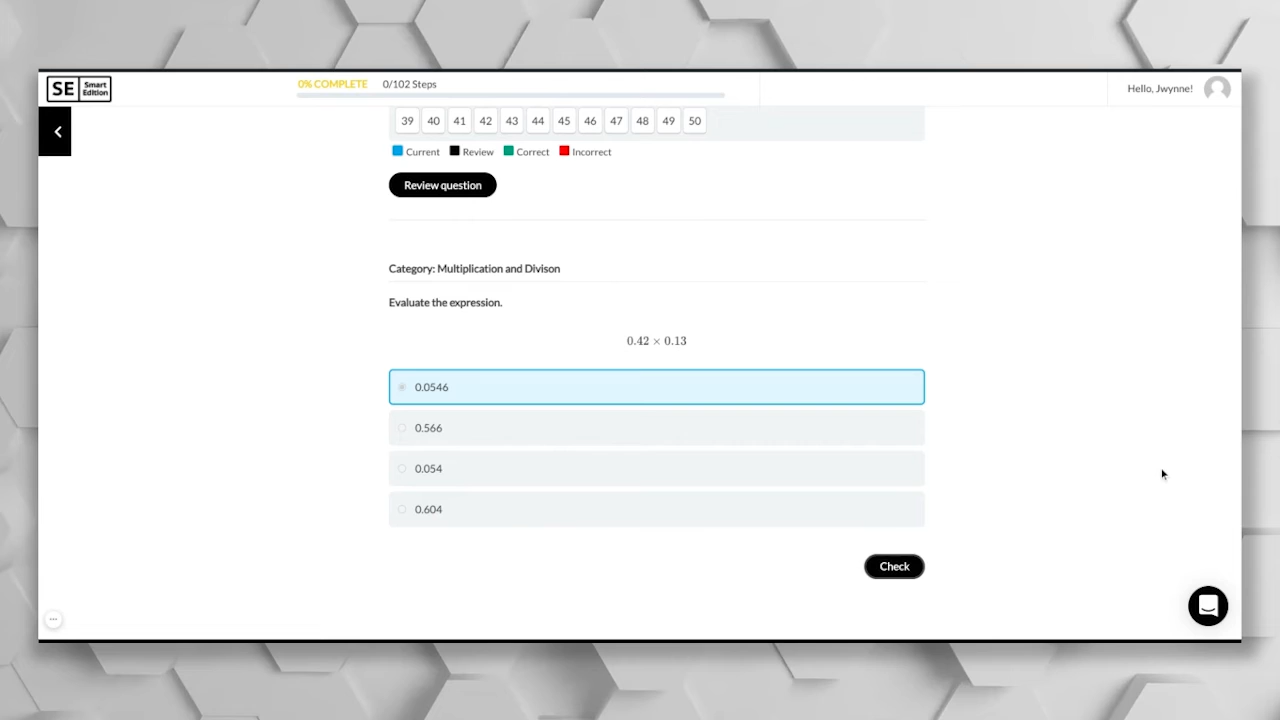 SE Smart Edition
0% COMPLETE 0/102 Steps
Hello, Jwynne!
39 40 41 42 43 44 45 46 47 48 49 50
Current Review Correct Incorrect
Review question
Category: Multiplication and Divison
Evaluate the expression.
0.42 × 0.13
0.0546
0.566
0.054
0.604
Check